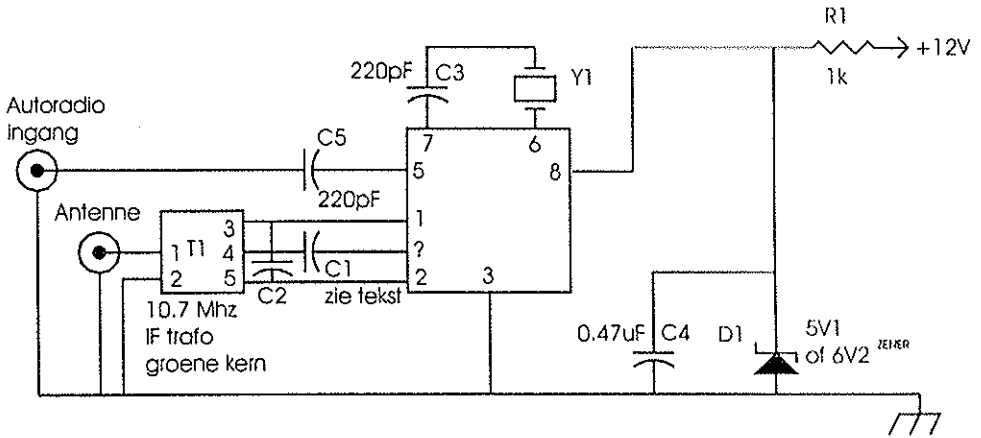 R1
+12V
1k
220pF C3
Y1
Autoradio
ingang
C5
7
6
5
8
220pF
Antenne
1
3
1 T1
4
?
2
5
C1
2
3
C2
zie tekst
10.7 Mhz
IF trafo
groene kern
0.47uF C4
D1
5V1
of 6V2 ZENER